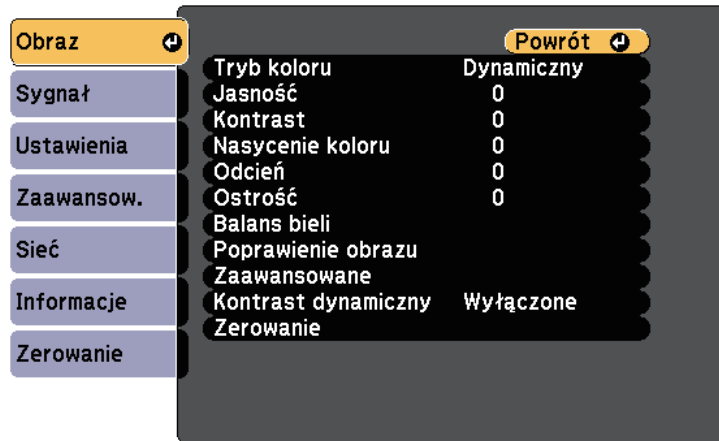 Obraz
Sygnał
Ustawienia
Zaawansow.
Sieć
Informacje
Zerowanie
Powrót
Tryb koloru Dynamiczny
Jasność 0
Kontrast 0
Nasycenie koloru 0
Odcień 0
Ostrość 0
Balans bieli
Poprawienie obrazu
Zaawansowane
Kontrast dynamiczny Wyłączone
Zerowanie